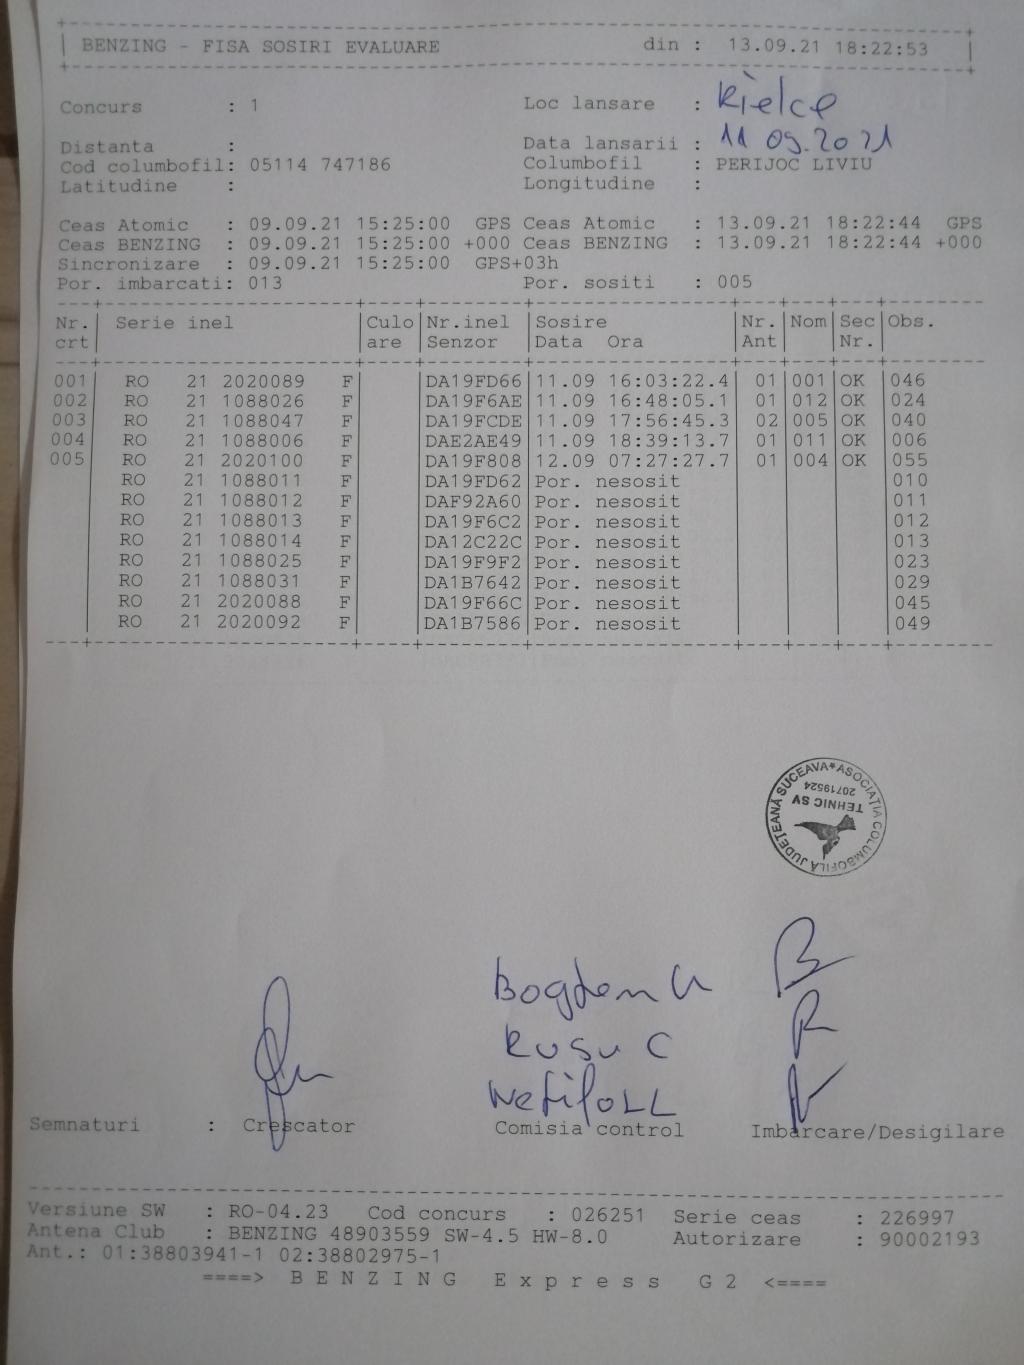 BENZING - FISA SOSIRI EVALUARE din : 13.09.21 18:22:53
Concurs : 1 Loc lansare : Kielce
Distanta : Data lansarii : 11 09.2021
Cod columbofil: 05114 747186 Columbofil : PERIJOC LIVIU
Latitudine : Longitudine :
Ceas Atomic : 09.09.21 15:25:00 GPS Ceas Atomic : 13.09.21 18:22:44 GPS
Ceas BENZING : 09.09.21 15:25:00 +000 Ceas BENZING : 13.09.21 18:22:44 +000
Sincronizare : 09.09.21 15:25:00 GPS+03h
Por. imbarcati: 013 Por. sositi : 005
Nr. Serie inel Culo Nr.inel Sosire Nr. Nom Sec Obs.
crt are Senzor Data Ora Ant Nr.
001 RO 21 2020089 F DA19FD66 11.09 16:03:22.4 01 001 OK 046
002 RO 21 1088026 F DA19F6AE 11.09 16:48:05.1 01 012 OK 024
003 RO 21 1088047 F DA19FCDE 11.09 17:56:45.3 02 005 OK 040
004 RO 21 1088006 F DAE2AE49 11.09 18:39:13.7 01 011 OK 006
005 RO 21 2020100 F DA19F808 12.09 07:27:27.7 01 004 OK 055
RO 21 1088011 F DA19FD62 Por. nesosit 010
RO 21 1088012 F DAF92A60 Por. nesosit 011
RO 21 1088013 F DA19F6C2 Por. nesosit 012
RO 21 1088014 F DA12C22C Por. nesosit 013
RO 21 1088025 F DA19F9F2 Por. nesosit 023
RO 21 1088031 F DA1B7642 Por. nesosit 029
RO 21 2020088 F DA19F66C Por. nesosit 045
RO 21 2020092 F DA1B7586 Por. nesosit 049
ASOCIAȚIA COLUMBOFILĂ JUDEȚEANĂ SUCEAVA*
TEHNIC SV
20719524
Bogdan B
Rusu C R
Semnaturi : Crescator Comisia control Imbarcare/Desigilare
Versiune SW : RO-04.23 Cod concurs : 026251 Serie ceas : 226997
Antena Club : BENZING 48903559 SW-4.5 HW-8.0 Autorizare : 90002193
Ant.: 01:38803941-1 02:38802975-1
====> BENZING Express G2 <====